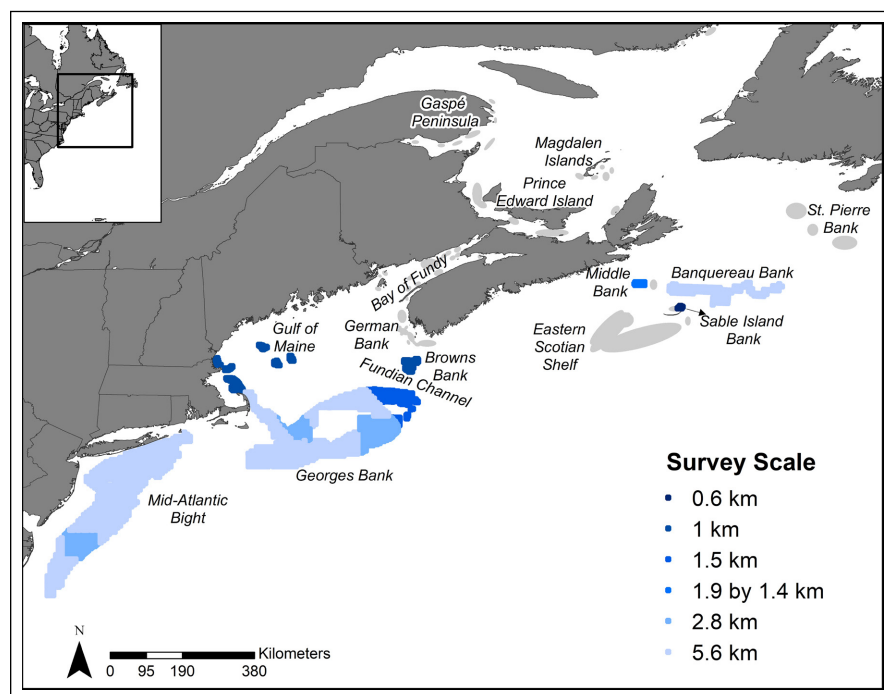 Gaspé
Peninsula
Magdalen
Islands
Prince
Edward Island
St. Pierre
Bank
Bay of Fundy
Middle
Bank
Banquereau Bank
Sable Island
Bank
German
Bank
Gulf of
Maine
Browns
Bank
Eastern
Scotian
Shelf
Fundian Channel
Georges Bank
Mid-Atlantic
Bight
Survey Scale
0.6 km
1 km
1.5 km
1.9 by 1.4 km
2.8 km
5.6 km
N
Kilometers
0 95 190 380